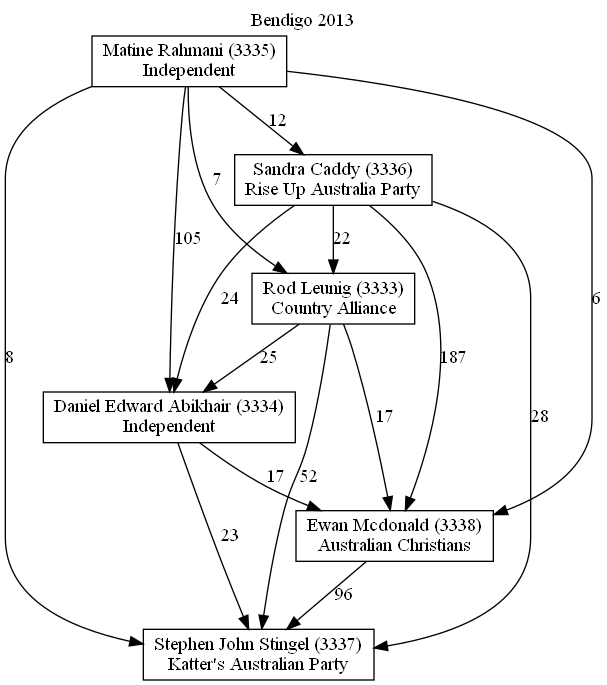 Bendigo 2013
Matine Rahmani (3335)
Independent
12
Sandra Caddy (3336)
Rise Up Australia Party
7
105
22
24
Rod Leunig (3333)
Country Alliance
6
8
25
187
Daniel Edward Abikhair (3334)
Independent
17
28
17
52
Ewan Mcdonald (3338)
Australian Christians
23
96
Stephen John Stingel (3337)
Katter's Australian Party